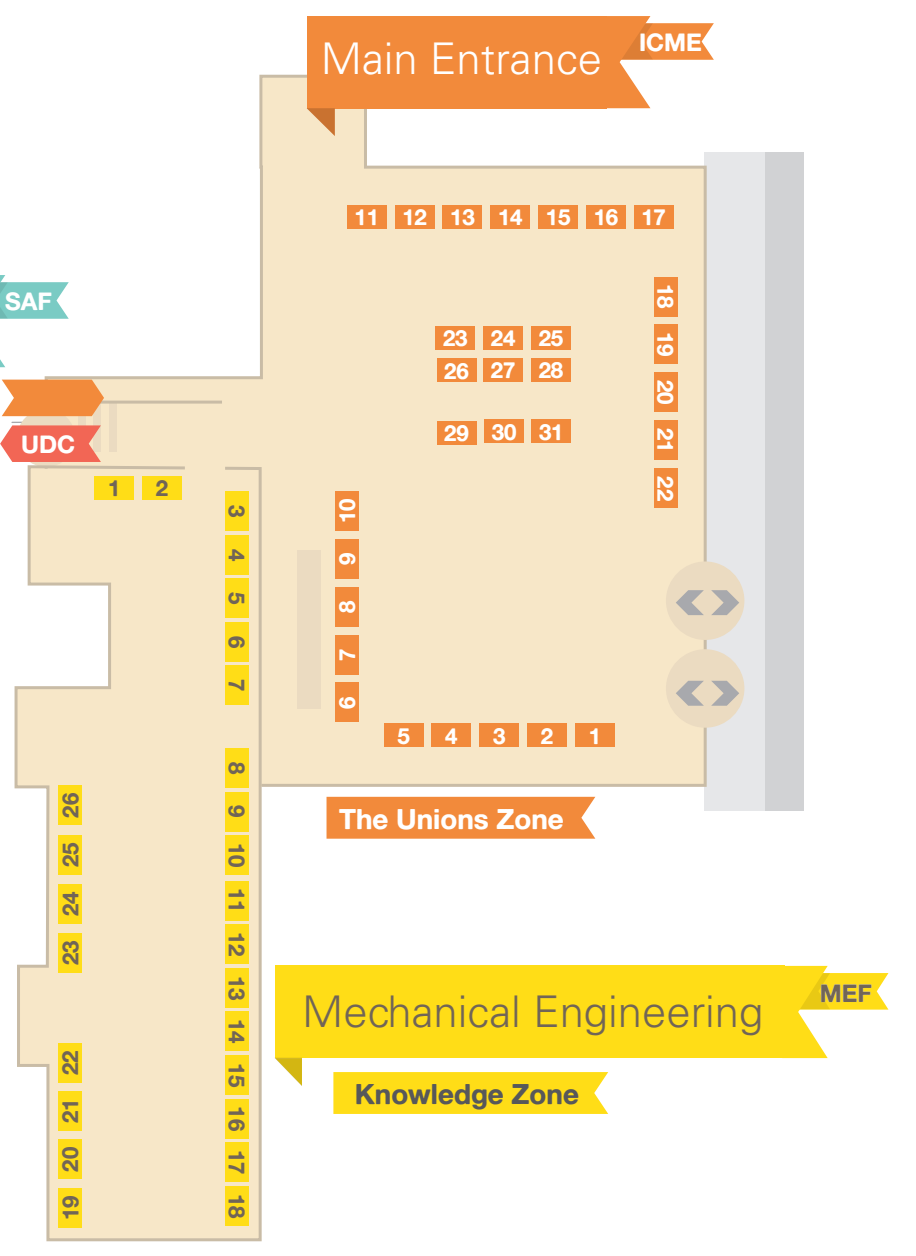 Main Entrance
ICME
11 12 13 14 15 16 17
SAF
18
19
20
21
22
23 24 25
26 27 28
29 30 31
UDC
10
9
8
7
6
5 4 3 2 1
The Unions Zone
1 2
3
4
5
6
7
8
9
10
11
12
13
14
15
16
17
18
26
25
24
23
22
21
20
19
Mechanical Engineering
MEF
Knowledge Zone